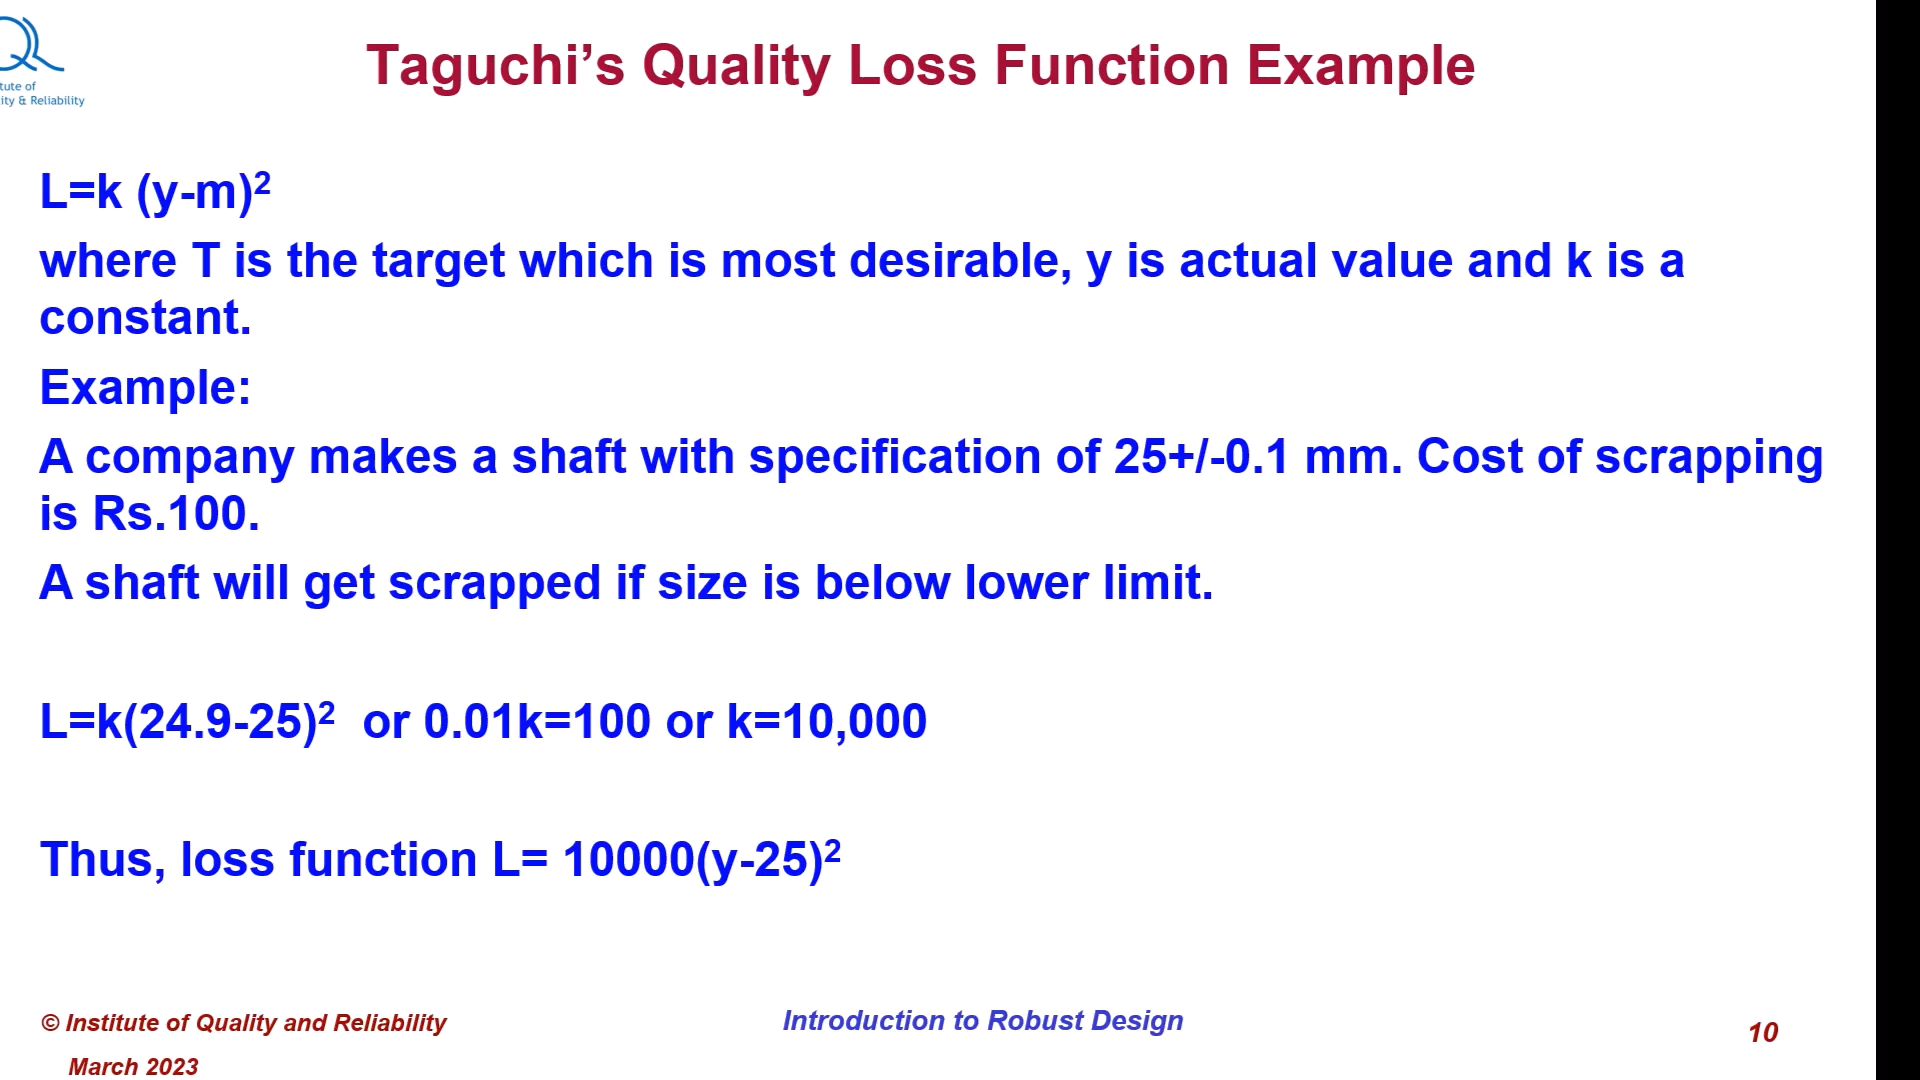 tute of
ity & Reliability
Taguchi’s Quality Loss Function Example
L=k (y-m)²
where T is the target which is most desirable, y is actual value and k is a
constant.
Example:
A company makes a shaft with specification of 25+/-0.1 mm. Cost of scrapping
is Rs.100.
A shaft will get scrapped if size is below lower limit.
L=k(24.9-25)² or 0.01k=100 or k=10,000
Thus, loss function L= 10000(y-25)²
© Institute of Quality and Reliability
Introduction to Robust Design
10
March 2023